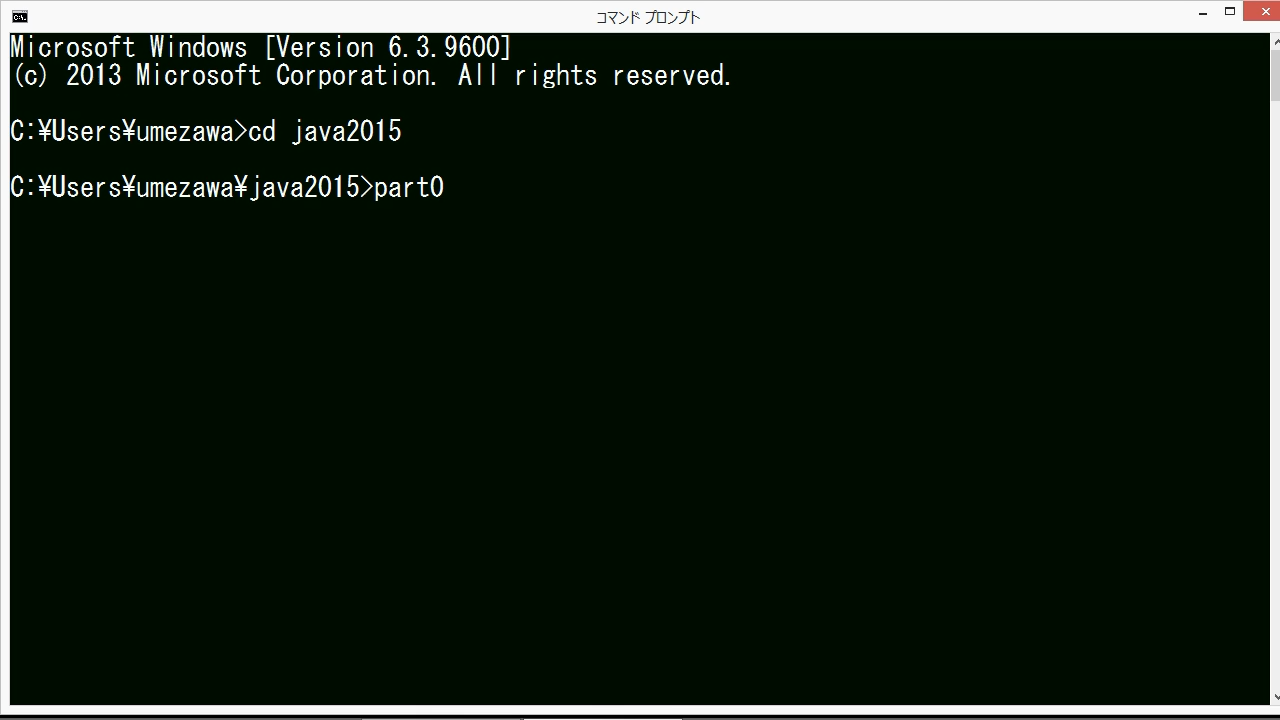 コマンド プロンプト
Microsoft Windows [Version 6.3.9600]
(c) 2013 Microsoft Corporation. All rights reserved.
C:¥Users¥umezawa>cd java2015
C:¥Users¥umezawa¥java2015>part0